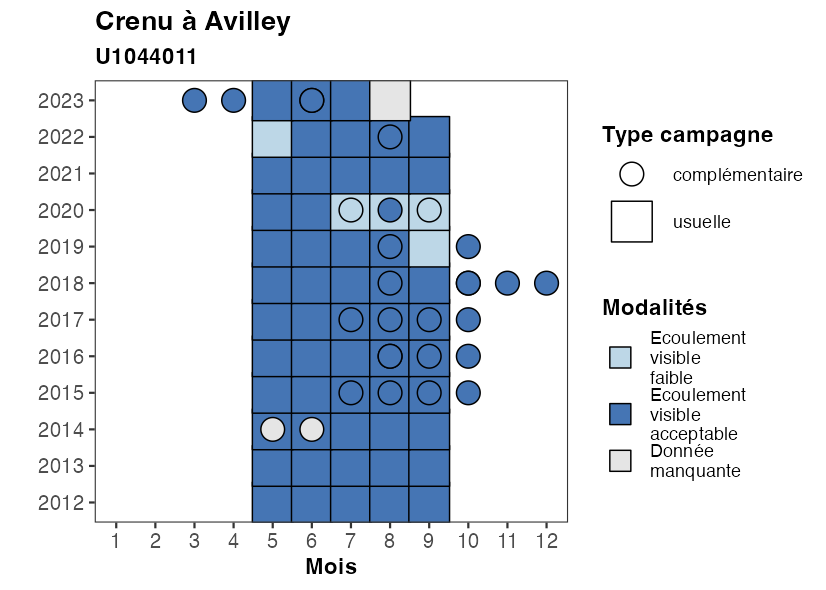 Crenu à Avilley
U1044011
2023
2022
2021
2020
2019
2018
2017
2016
2015
2014
2013
2012
1 2 3 4 5 6 7 8 9 10 11 12
Mois
Type campagne
complémentaire
usuelle
Modalités
Ecoulement
visible
faible
Ecoulement
visible
acceptable
Donnée
manquante